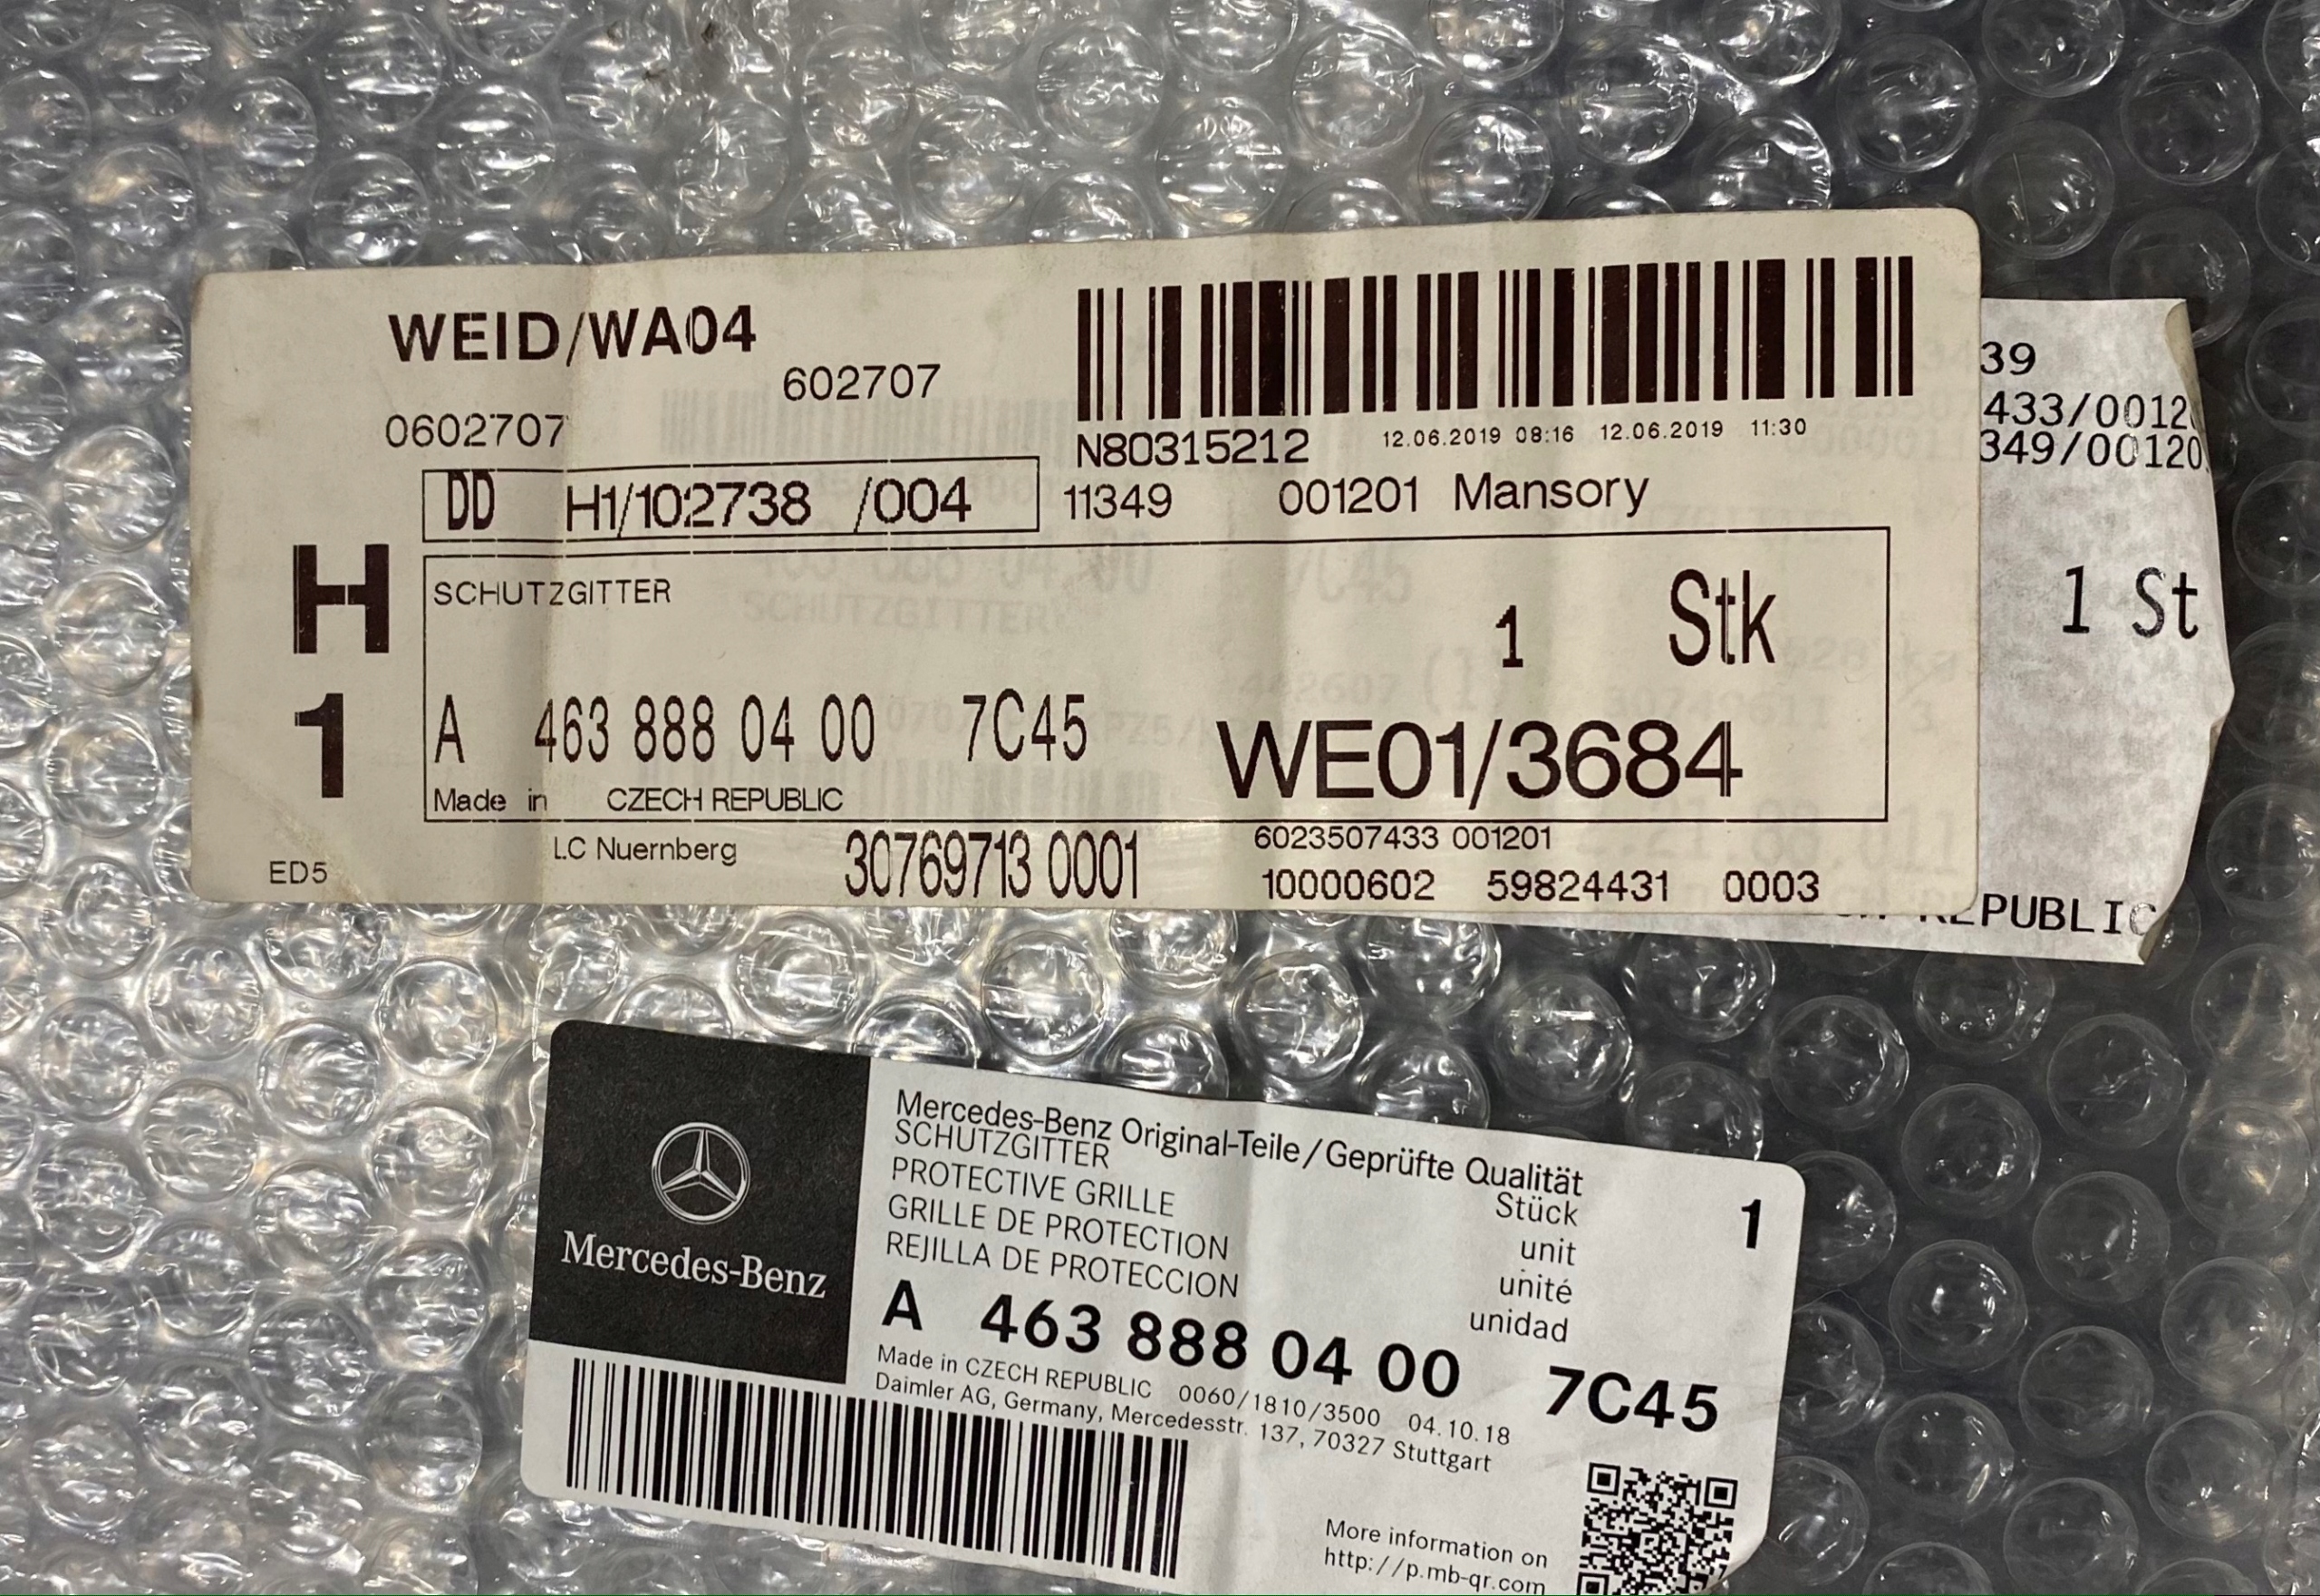 WEID/WA04
602707
0602707
N80315212 12.06.2019 08:16 12.06.2019 11:30
DD H1/102738 /004
11349 001201 Mansory
H
1
SCHUTZGITTER
1 Stk
A 463 888 04 00 7C45
WE01/3684
Made in CZECH REPUBLIC
LC Nuernberg 30769713 0001
6023507433 001201
10000602 59824431 0003
ED5
39
433/00120
349/00120
1 St
REPUBLIC
Mercedes-Benz
Mercedes-Benz Original-Teile/Geprüfte Qualität
SCHUTZGITTER
PROTECTIVE GRILLE
GRILLE DE PROTECTION
REJILLA DE PROTECCION
Stück
unit
unité
unidad
1
A 463 888 04 00 7C45
Made in CZECH REPUBLIC 0060/1810/3500 04.10.18
Daimler AG, Germany, Mercedesstr. 137, 70327 Stuttgart
More information on
http://p.mb-qr.com